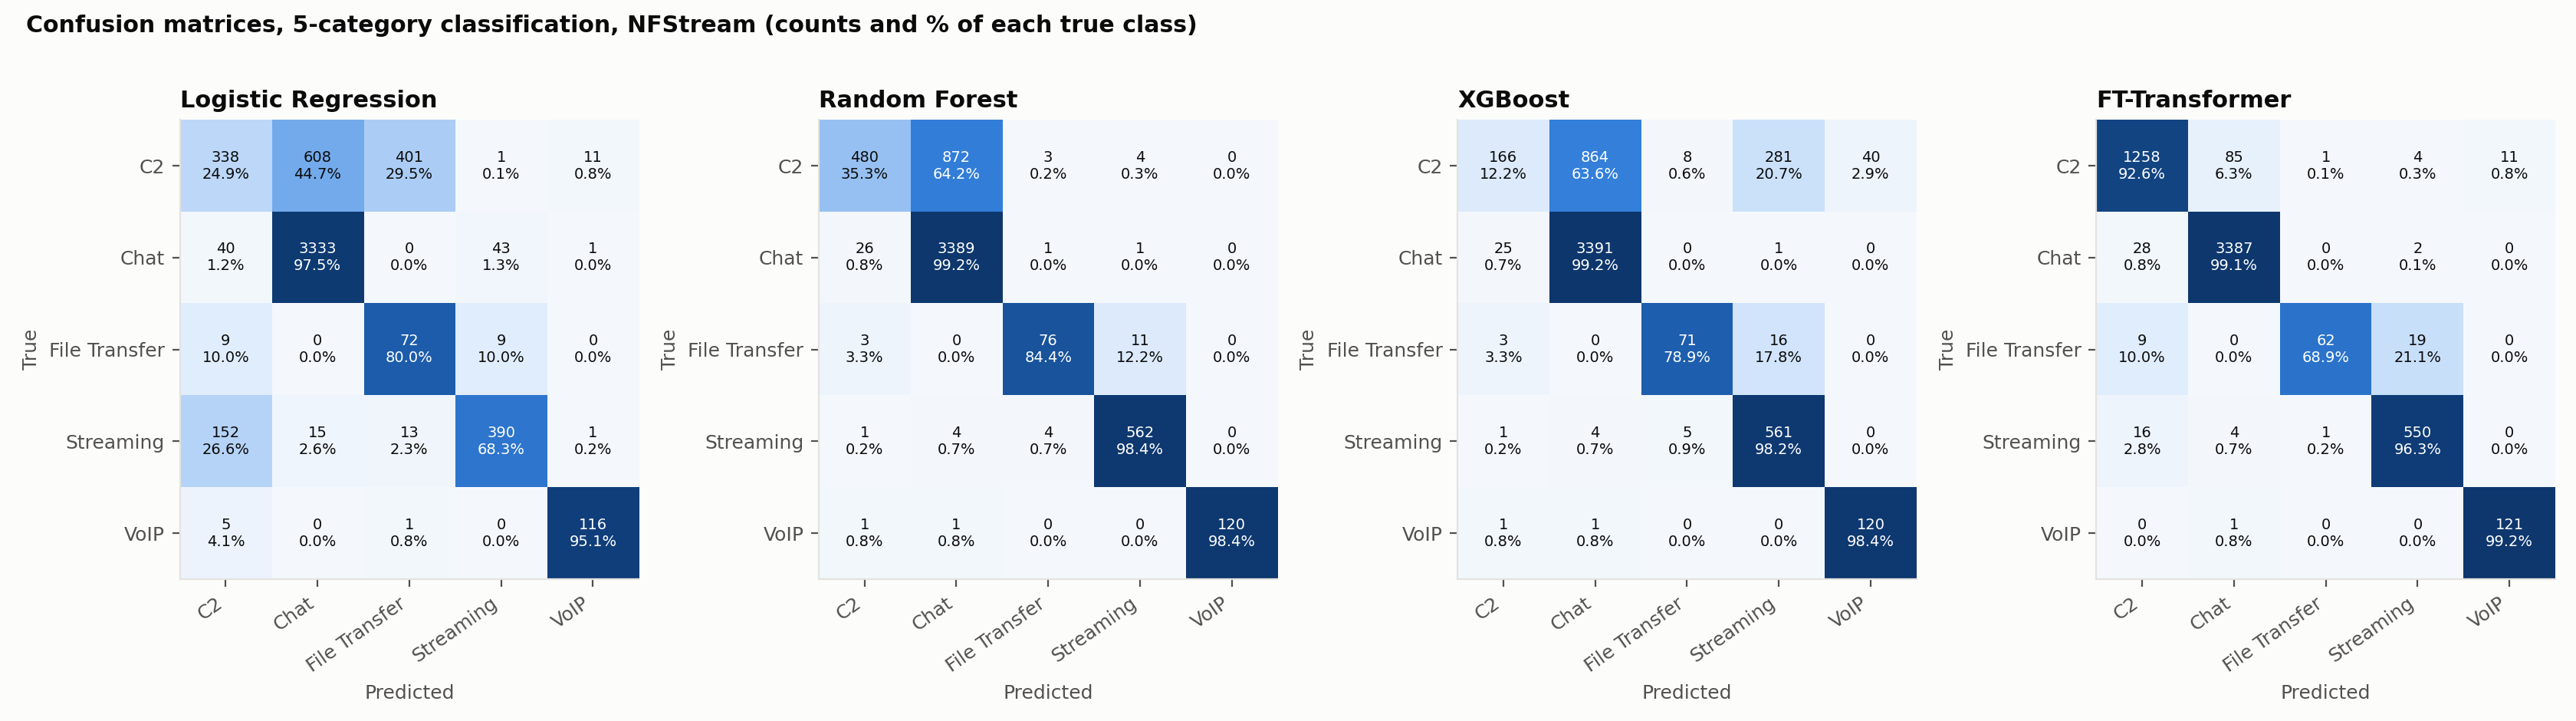 Confusion matrices, 5-category classification, NFStream (counts and % of each true class)
Logistic Regression
True
C2
338 608 401 1 11
24.9% 44.7% 29.5% 0.1% 0.8%
Chat
40 3333 0 43 1
1.2% 97.5% 0.0% 1.3% 0.0%
File Transfer
9 0 72 9 0
10.0% 0.0% 80.0% 10.0% 0.0%
Streaming
152 15 13 390 1
26.6% 2.6% 2.3% 68.3% 0.2%
VoIP
5 0 1 0 116
4.1% 0.0% 0.8% 0.0% 95.1%
C2 Chat File Transfer Streaming VoIP
Predicted
Random Forest
True
C2
480 872 3 4 0
35.3% 64.2% 0.2% 0.3% 0.0%
Chat
26 3389 1 1 0
0.8% 99.2% 0.0% 0.0% 0.0%
File Transfer
3 0 76 11 0
3.3% 0.0% 84.4% 12.2% 0.0%
Streaming
1 4 4 562 0
0.2% 0.7% 0.7% 98.4% 0.0%
VoIP
1 1 0 0 120
0.8% 0.8% 0.0% 0.0% 98.4%
C2 Chat File Transfer Streaming VoIP
Predicted
XGBoost
True
C2
166 864 8 281 40
12.2% 63.6% 0.6% 20.7% 2.9%
Chat
25 3391 0 1 0
0.7% 99.2% 0.0% 0.0% 0.0%
File Transfer
3 0 71 16 0
3.3% 0.0% 78.9% 17.8% 0.0%
Streaming
1 4 5 561 0
0.2% 0.7% 0.9% 98.2% 0.0%
VoIP
1 1 0 0 120
0.8% 0.8% 0.0% 0.0% 98.4%
C2 Chat File Transfer Streaming VoIP
Predicted
FT-Transformer
True
C2
1258 85 1 4 11
92.6% 6.3% 0.1% 0.3% 0.8%
Chat
28 3387 0 2 0
0.8% 99.1% 0.0% 0.1% 0.0%
File Transfer
9 0 62 19 0
10.0% 0.0% 68.9% 21.1% 0.0%
Streaming
16 4 1 550 0
2.8% 0.7% 0.2% 96.3% 0.0%
VoIP
0 1 0 0 121
0.0% 0.8% 0.0% 0.0% 99.2%
C2 Chat File Transfer Streaming VoIP
Predicted